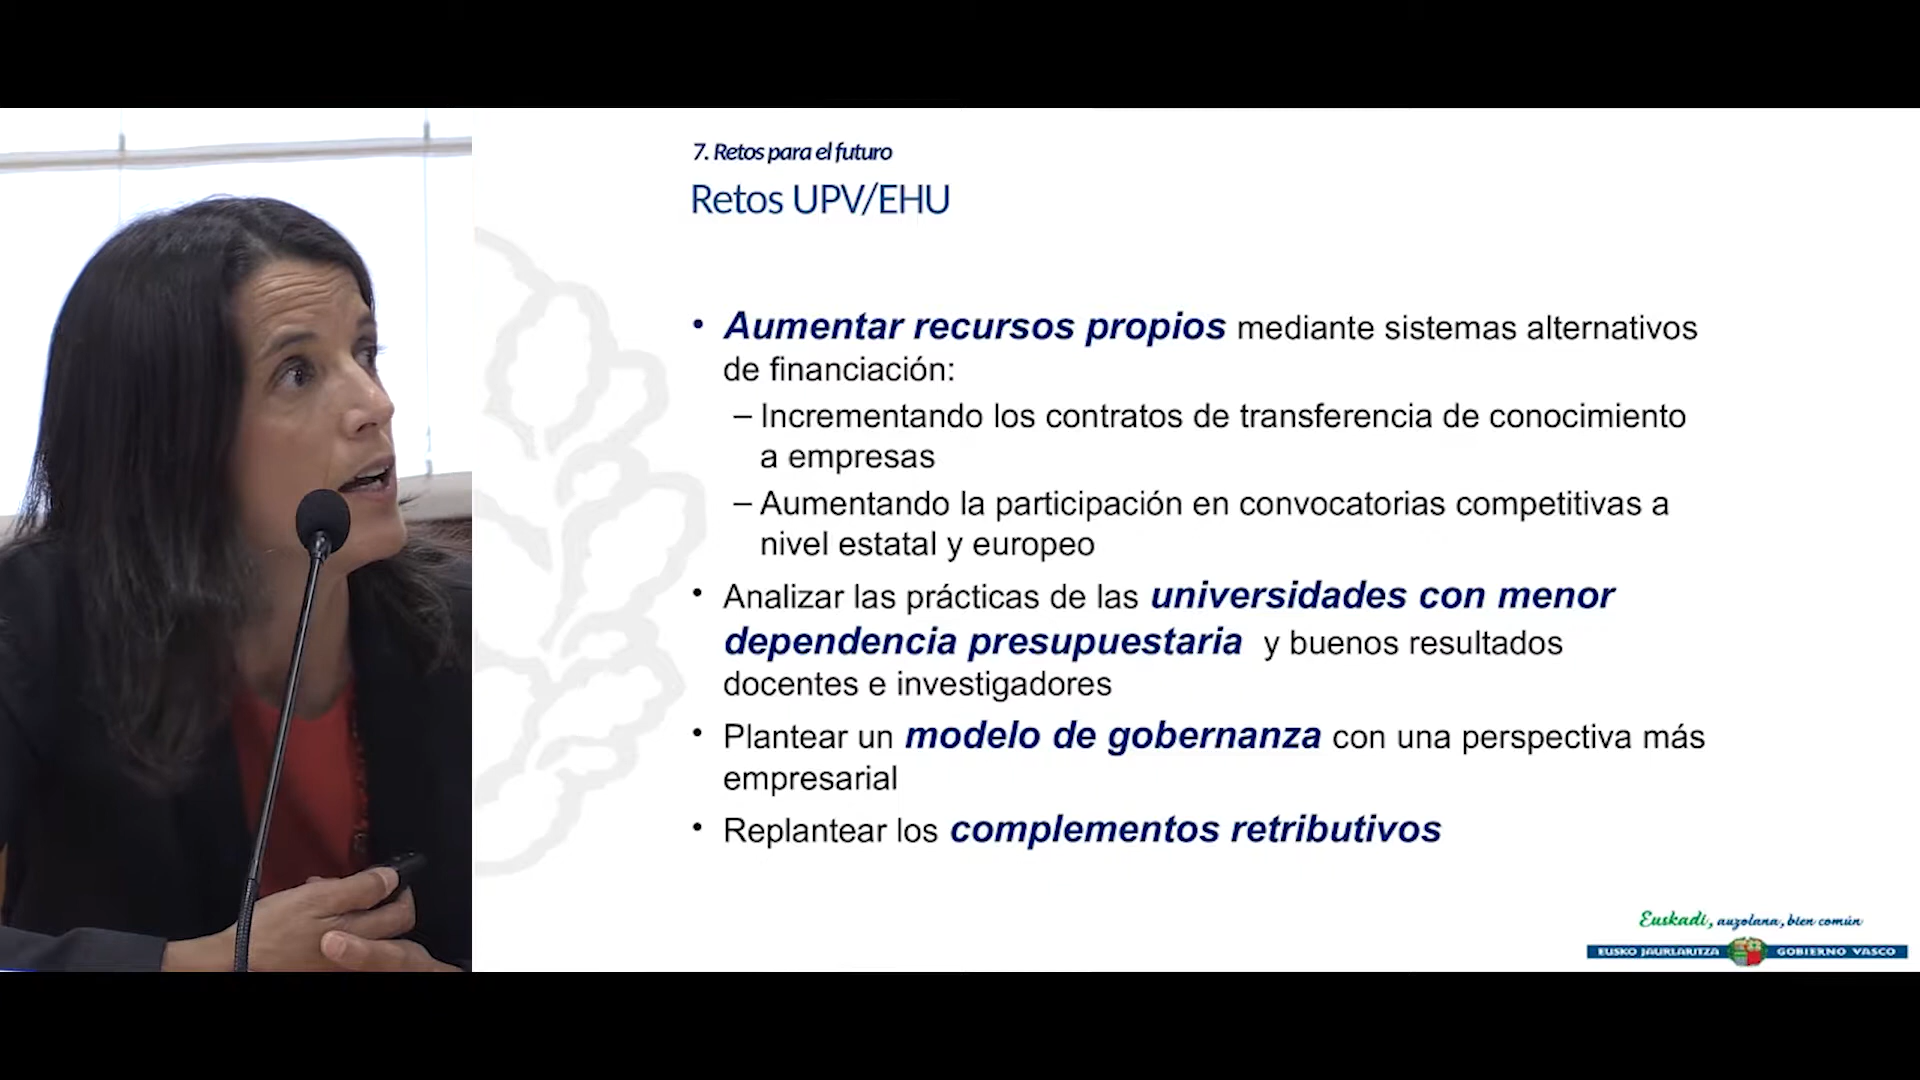 7. Retos para el futuro
Retos UPV/EHU
• Aumentar recursos propios mediante sistemas alternativos
de financiación:
– Incrementando los contratos de transferencia de conocimiento
a empresas
– Aumentando la participación en convocatorias competitivas a
nivel estatal y europeo
• Analizar las prácticas de las universidades con menor
dependencia presupuestaria y buenos resultados
docentes e investigadores
• Plantear un modelo de gobernanza con una perspectiva más
empresarial
• Replantear los complementos retributivos
Euskadi, auzolana, bien común
EUSKO JAURLARITZA GOBIERNO VASCO